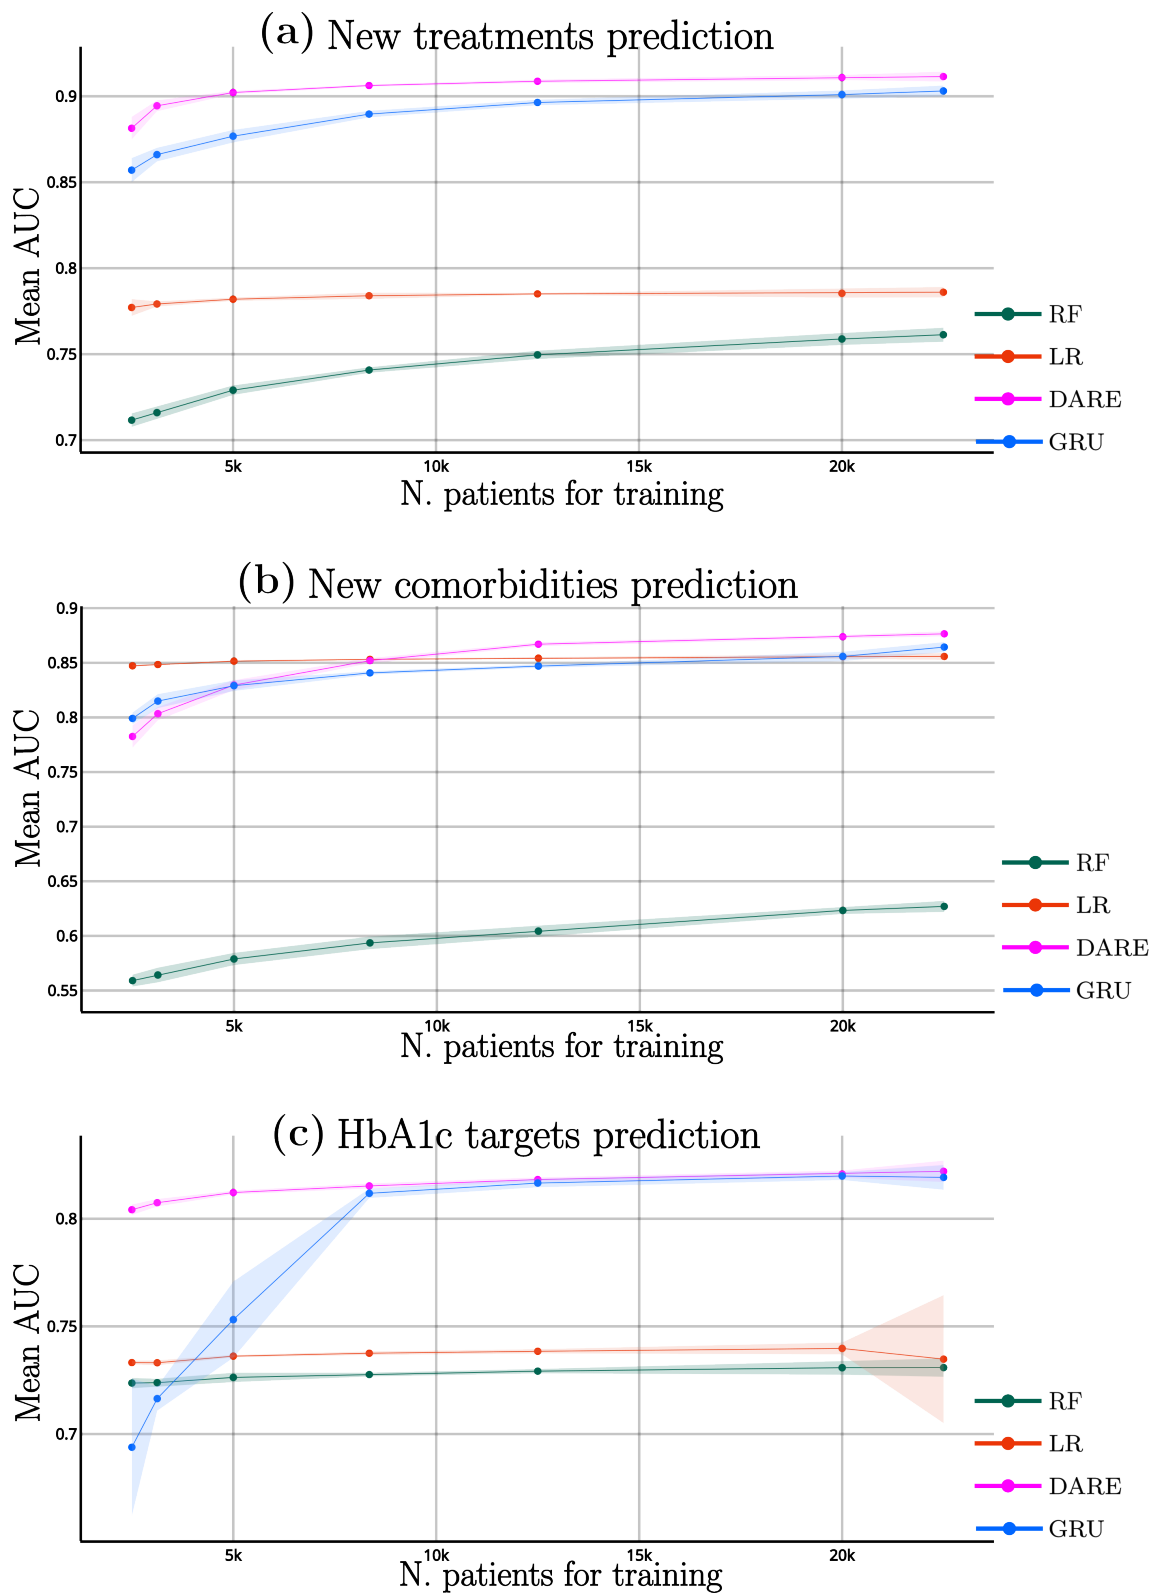 (a) New treatments prediction
Mean AUC
0.9
0.85
0.8
0.75
0.7
5k 10k 15k 20k
N. patients for training
RF
LR
DARE
GRU
(b) New comorbidities prediction
Mean AUC
0.9
0.85
0.8
0.75
0.7
0.65
0.6
0.55
5k 10k 15k 20k
N. patients for training
RF
LR
DARE
GRU
(c) HbA1c targets prediction
Mean AUC
0.8
0.75
0.7
5k 10k 15k 20k
N. patients for training
RF
LR
DARE
GRU